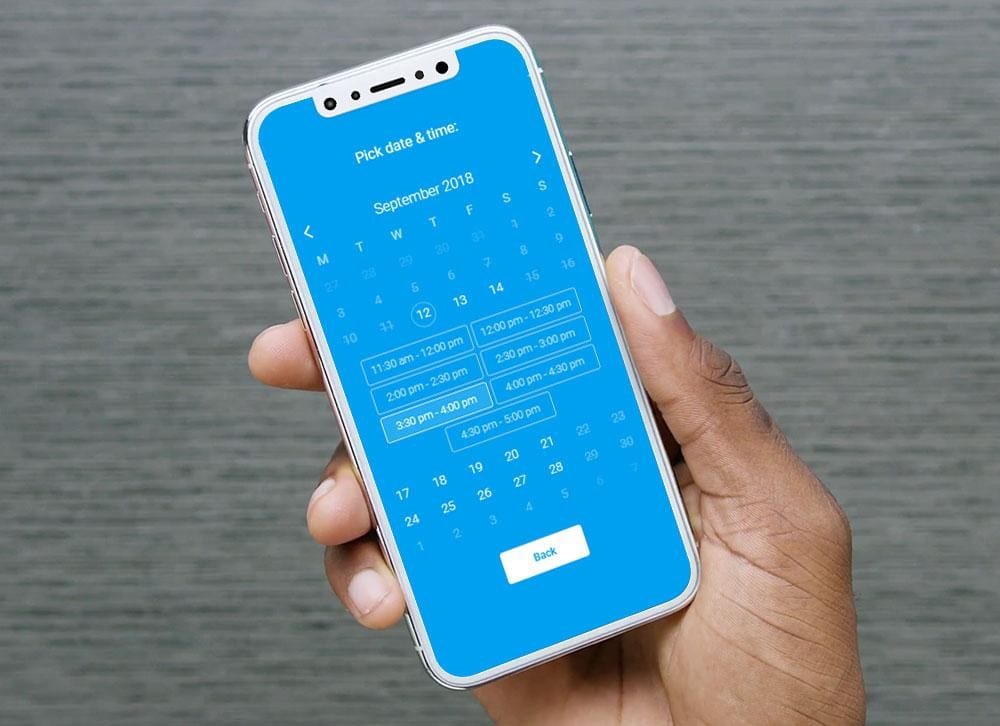 Pick date & time:
September 2018
M T W T F S S
27 28 29 30 31 1 2
3 4 5 6 7 8 9
10 11 12 13 14 15 16
11:30 am - 12:00 pm 12:00 pm - 12:30 pm
2:00 pm - 2:30 pm 2:30 pm - 3:00 pm
3:30 pm - 4:00 pm 4:00 pm - 4:30 pm
4:30 pm - 5:00 pm
17 18 19 20 21 22 23
24 25 26 27 28 29 30
1 2 3 4 5 6 7
Back